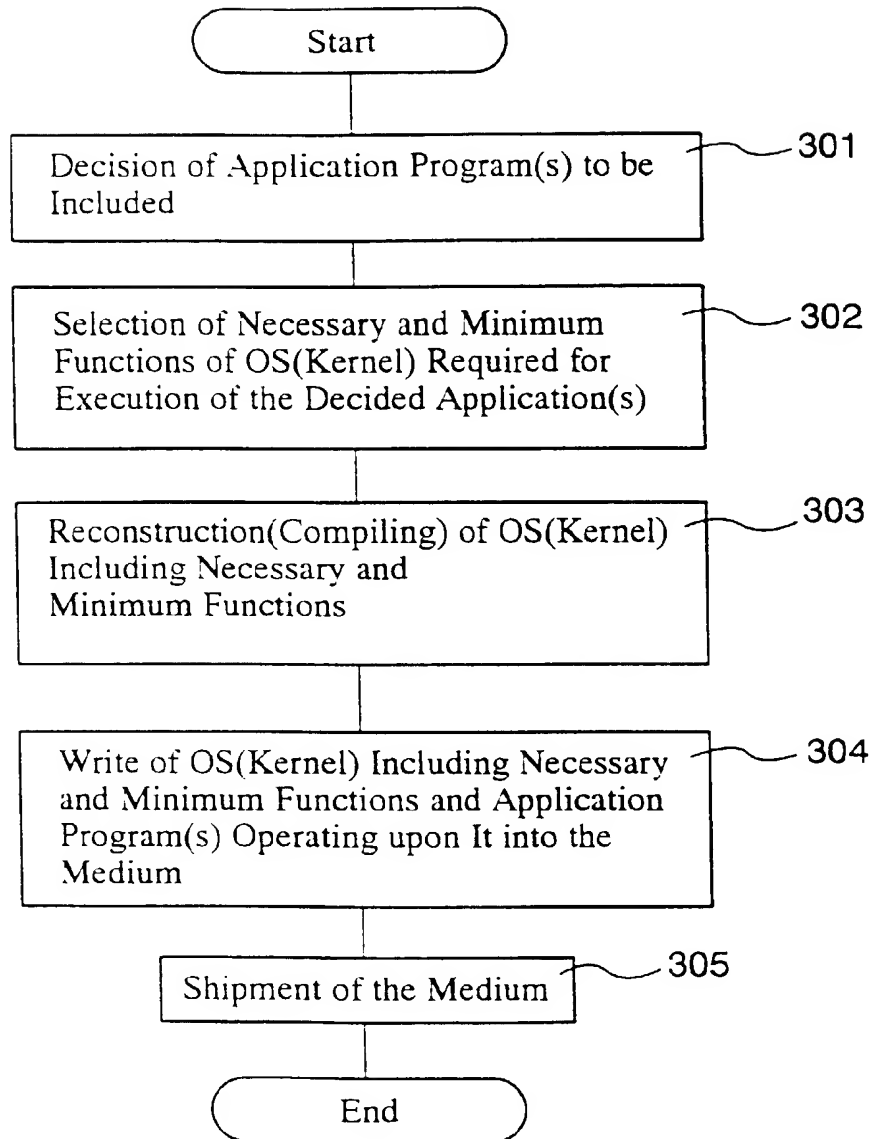 Start
301
Decision of Application Program(s) to be
Included
302
Selection of Necessary and Minimum
Functions of OS(Kernel) Required for
Execution of the Decided Application(s)
303
Reconstruction(Compiling) of OS(Kernel)
Including Necessary and
Minimum Functions
304
Write of OS(Kernel) Including Necessary
and Minimum Functions and Application
Program(s) Operating upon It into the
Medium
305
Shipment of the Medium
End